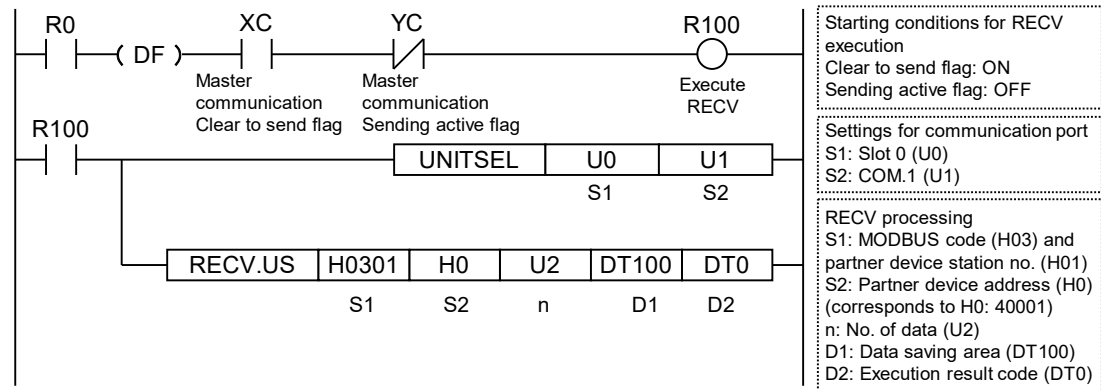 R0
( DF )
XC
YC
R100
Master
communication
Clear to send flag
Master
communication
Sending active flag
Execute
RECV
Starting conditions for RECV
execution
Clear to send flag: ON
Sending active flag: OFF
R100
UNITSEL U0 U1
S1 S2
Settings for communication port
S1: Slot 0 (U0)
S2: COM.1 (U1)
RECV.US H0301 H0 U2 DT100 DT0
S1 S2 n D1 D2
RECV processing
S1: MODBUS code (H03) and
partner device station no. (H01)
S2: Partner device address (H0)
(corresponds to H0: 40001)
n: No. of data (U2)
D1: Data saving area (DT100)
D2: Execution result code (DT0)